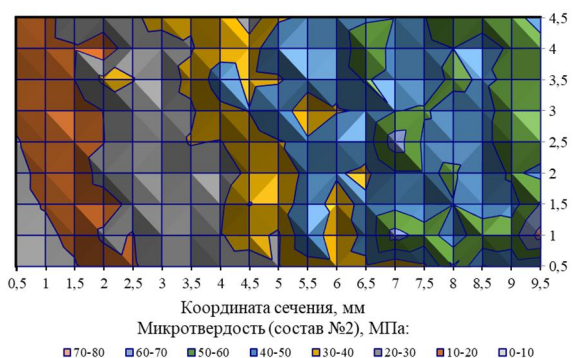 4,5
4
3,5
3
2,5
2
1,5
1
0,5
0,5 1 1,5 2 2,5 3 3,5 4 4,5 5 5,5 6 6,5 7 7,5 8 8,5 9 9,5
Координата сечения, мм
Микротвердость (состав №2), МПа:
70-80 60-70 50-60 40-50 30-40 20-30 10-20 0-10